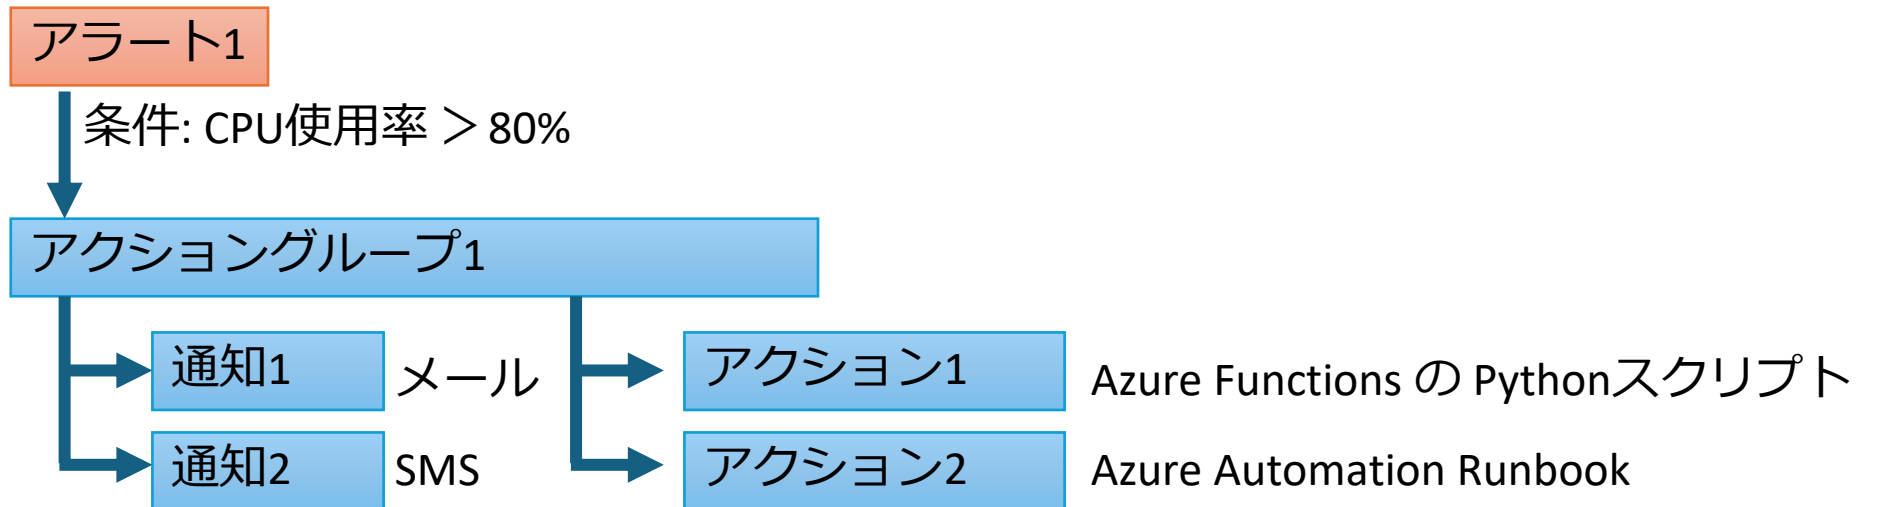 アラート1
条件: CPU使用率 ＞80%
アクショングループ1
通知1 メール アクション1 Azure Functions の Pythonスクリプト
通知2 SMS アクション2 Azure Automation Runbook